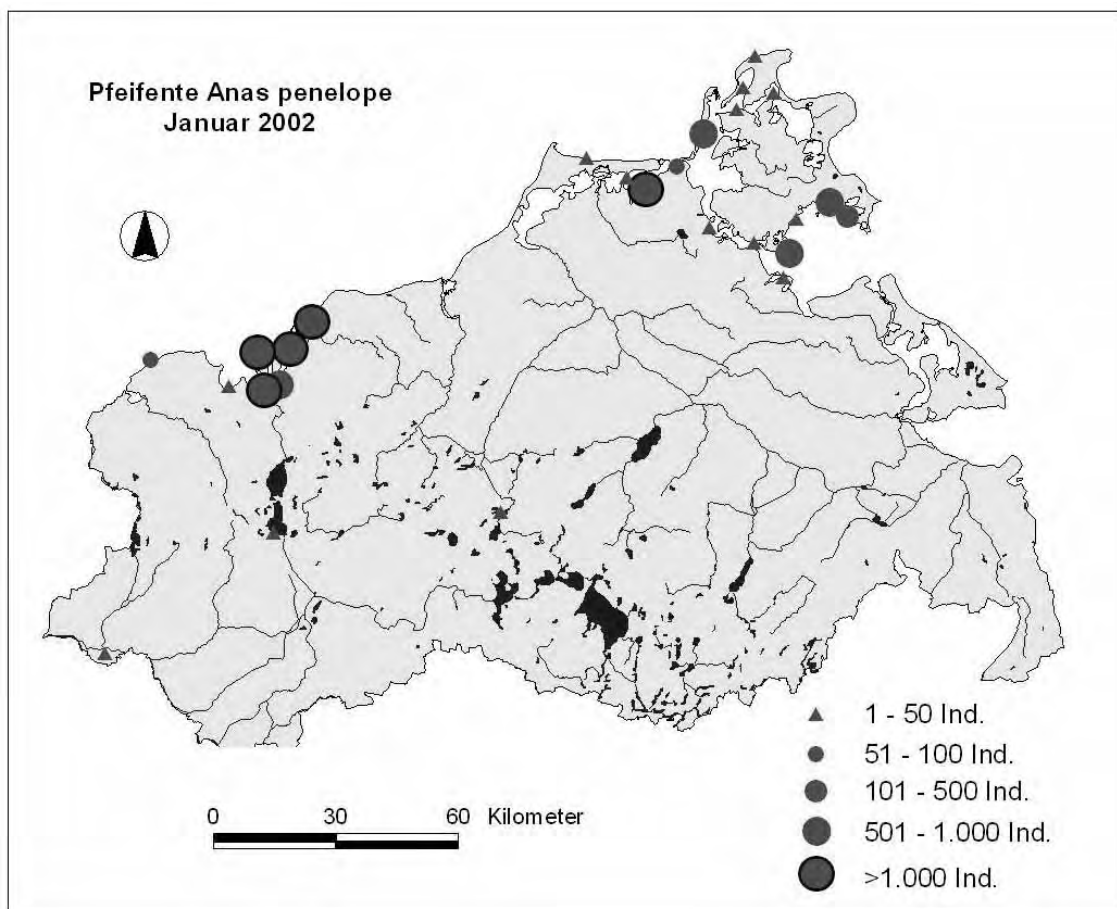 Pfeifente Anas penelope
Januar 2002
0 30 60 Kilometer
1 - 50 Ind.
51 - 100 Ind.
101 - 500 Ind.
501 - 1.000 Ind.
>1.000 Ind.